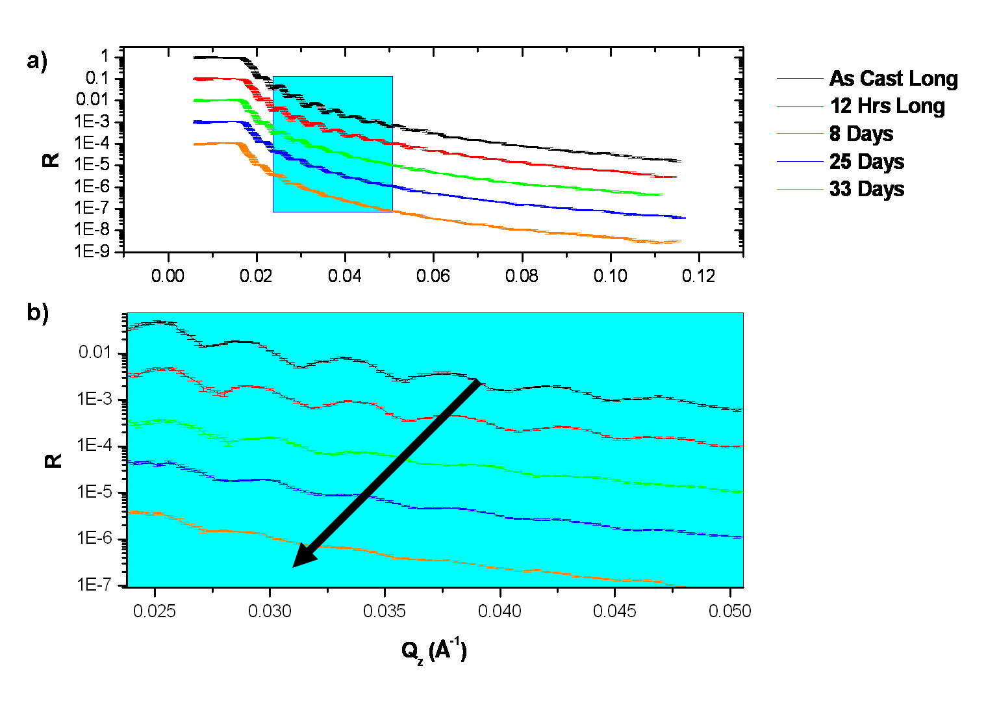 a)
1
0.1
0.01
1E-3
1E-4
1E-5
1E-6
1E-7
1E-8
1E-9
R
0.00 0.02 0.04 0.06 0.08 0.10 0.12
As Cast Long
12 Hrs Long
8 Days
25 Days
33 Days
b)
0.01
1E-3
1E-4
1E-5
1E-6
1E-7
R
0.025 0.030 0.035 0.040 0.045 0.050
Qz (A-1)